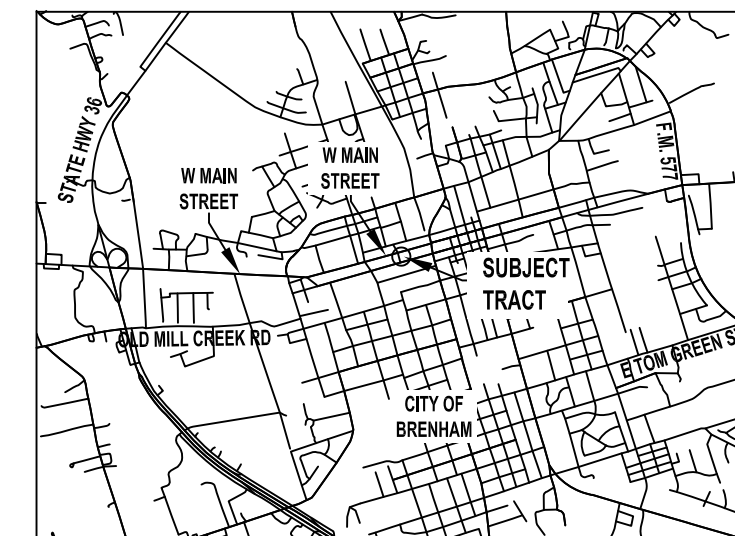 STATE HWY 36
W MAIN
STREET
W MAIN
STREET
F.M. 577
SUBJECT
TRACT
OLD MILL CREEK RD
E TOM GREEN S
CITY OF
BRENHAM